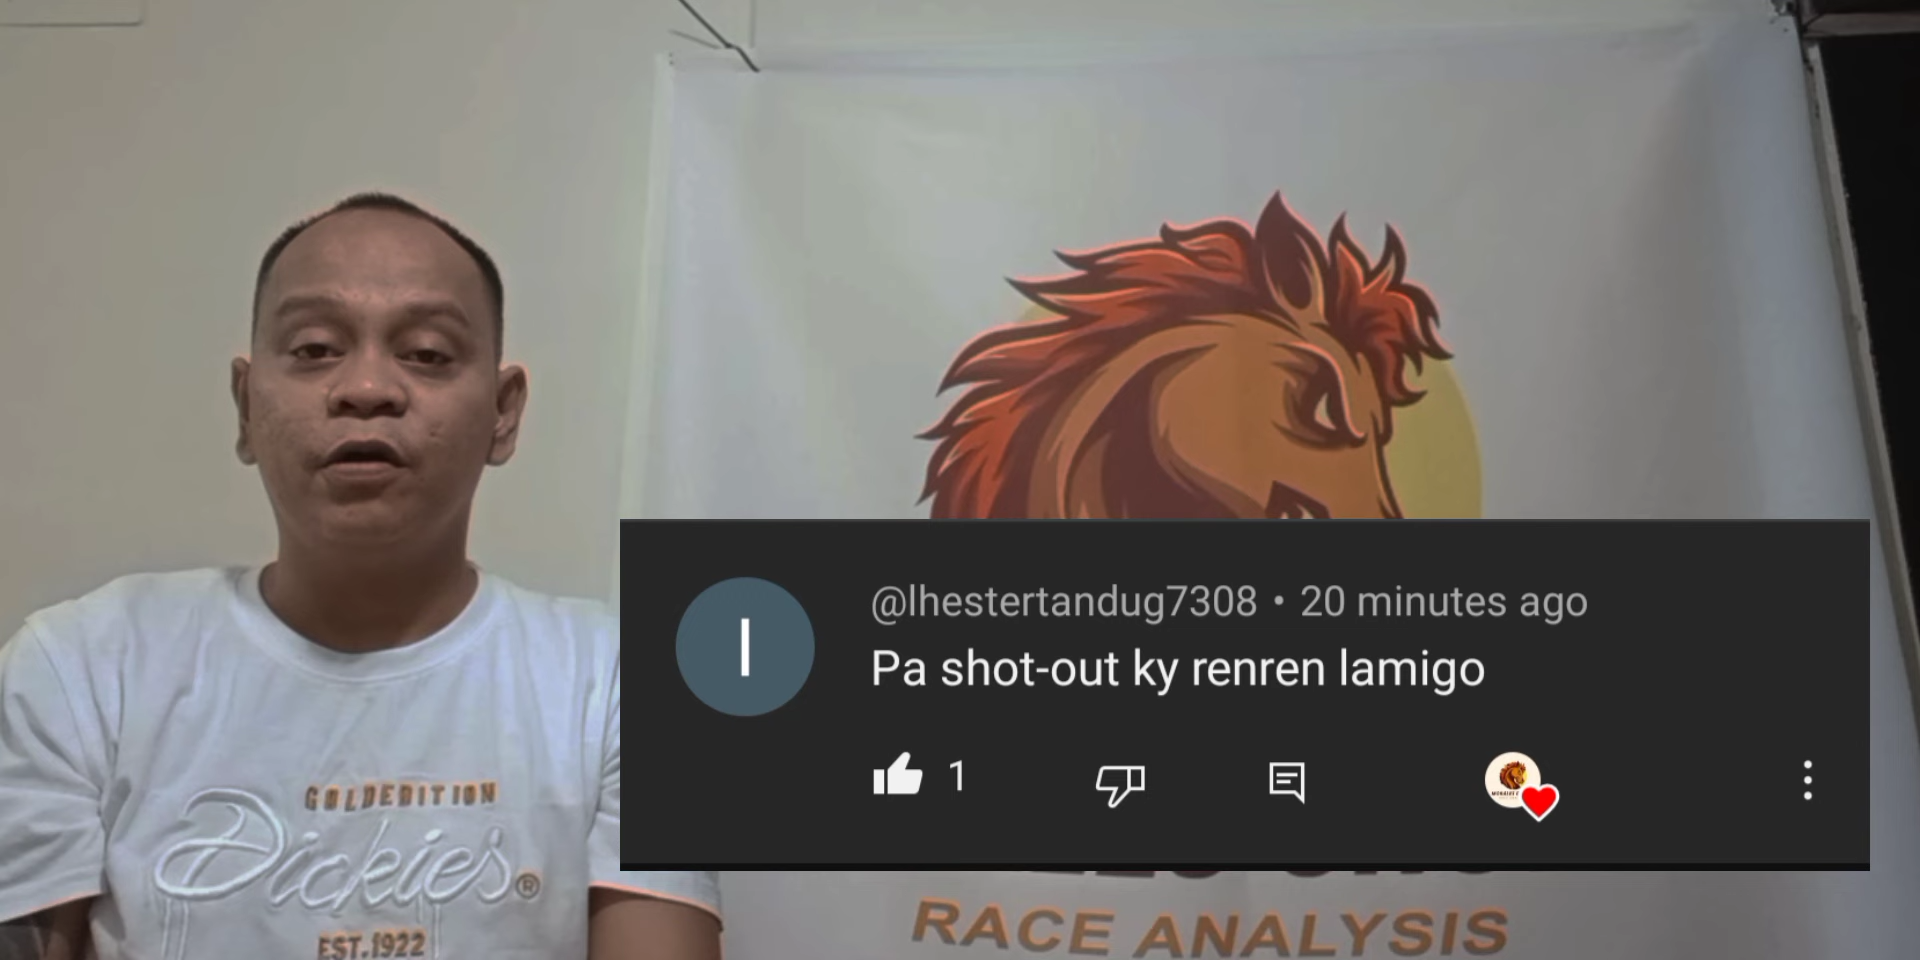 @lhestertandug7308 • 20 minutes ago
Pa shot-out ky renren lamigo
1
GOLDEDITION
Dickies®
EST.1922
RACE ANALYSIS